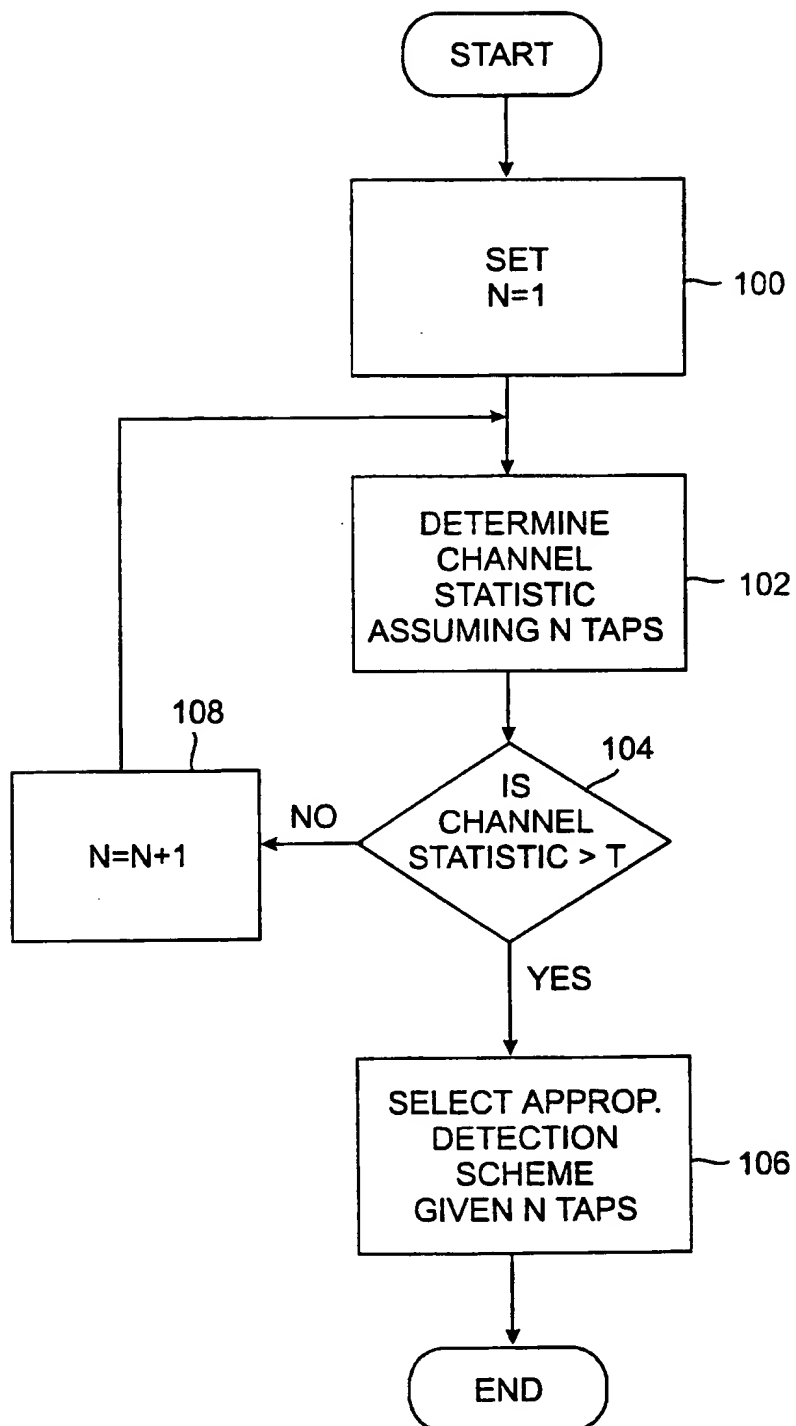 START
SET
N=1
100
DETERMINE
CHANNEL
STATISTIC
ASSUMING N TAPS
102
108
104
IS
CHANNEL
STATISTIC > T
NO
N=N+1
YES
SELECT APPROP.
DETECTION
SCHEME
GIVEN N TAPS
106
END